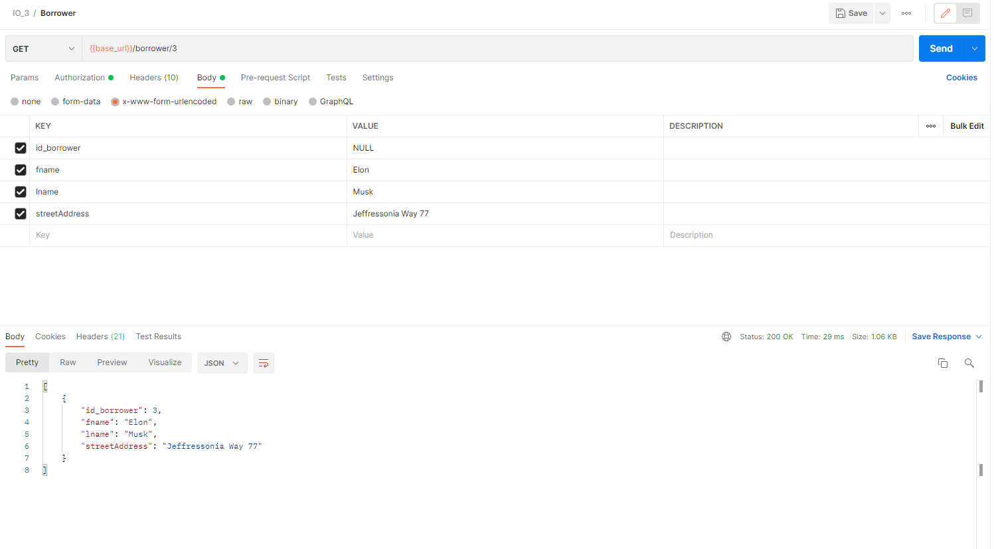 IO_3 / Borrower
Save
GET {{base_url}}/borrower/3
Send
Params Authorization Headers (10) Body Pre-request Script Tests Settings Cookies
none form-data x-www-form-urlencoded raw binary GraphQL
KEY VALUE DESCRIPTION Bulk Edit
id_borrower NULL
fname Elon
lname Musk
streetAddress Jeffressonia Way 77
Key Value Description
Body Cookies Headers (21) Test Results Status: 200 OK Time: 29 ms Size: 1.06 KB Save Response
Pretty Raw Preview Visualize JSON
1 [
2 {
3 "id_borrower": 3,
4 "fname": "Elon",
5 "lname": "Musk",
6 "streetAddress": "Jeffressonia Way 77"
7 }
8 ]